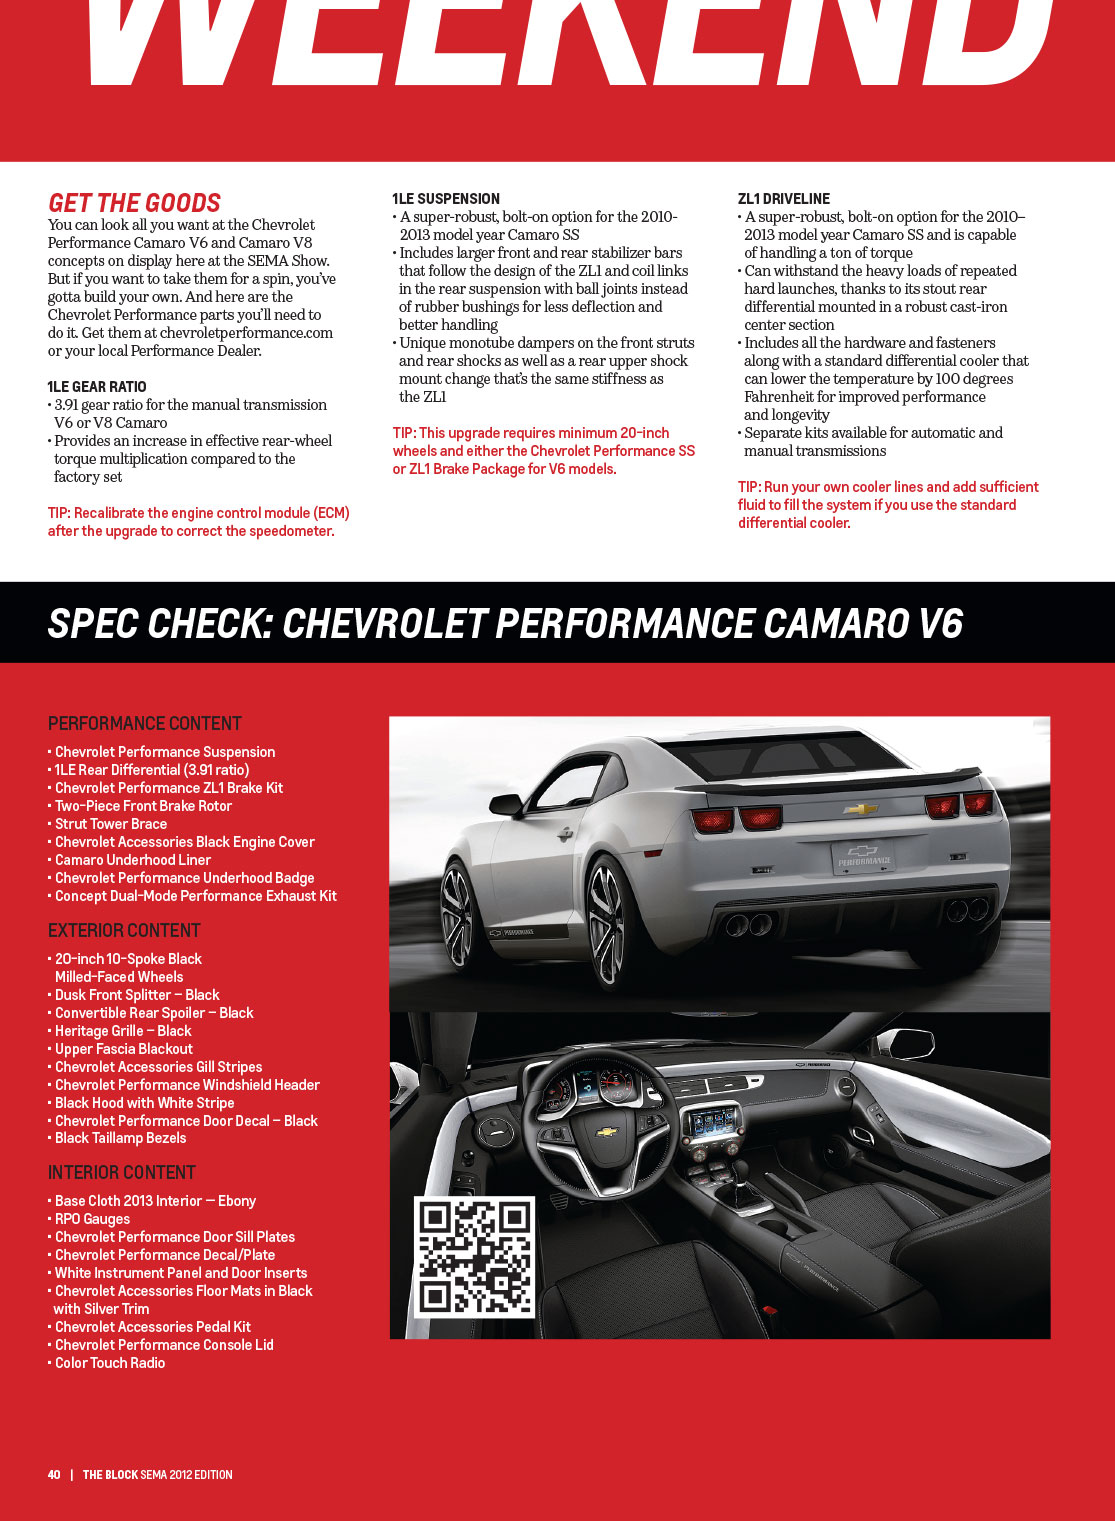 WEEKEND
GET THE GOODS
You can look all you want at the Chevrolet
Performance Camaro V6 and Camaro V8
concepts on display here at the SEMA Show.
But if you want to take them for a spin, you've
gotta build your own. And here are the
Chevrolet Performance parts you'll need to
do it. Get them at chevroletperformance.com
or your local Performance Dealer.
1LE GEAR RATIO
• 3.91 gear ratio for the manual transmission
V6 or V8 Camaro
• Provides an increase in effective rear-wheel
torque multiplication compared to the
factory set
TIP: Recalibrate the engine control module (ECM)
after the upgrade to correct the speedometer.
1LE SUSPENSION
• A super-robust, bolt-on option for the 2010-
2013 model year Camaro SS
• Includes larger front and rear stabilizer bars
that follow the design of the ZL1 and coil links
in the rear suspension with ball joints instead
of rubber bushings for less deflection and
better handling
• Unique monotube dampers on the front struts
and rear shocks as well as a rear upper shock
mount change that's the same stiffness as
the ZL1
TIP: This upgrade requires minimum 20-inch
wheels and either the Chevrolet Performance SS
or ZL1 Brake Package for V6 models.
ZL1 DRIVELINE
• A super-robust, bolt-on option for the 2010–
2013 model year Camaro SS and is capable
of handling a ton of torque
• Can withstand the heavy loads of repeated
hard launches, thanks to its stout rear
differential mounted in a robust cast-iron
center section
• Includes all the hardware and fasteners
along with a standard differential cooler that
can lower the temperature by 100 degrees
Fahrenheit for improved performance
and longevity
• Separate kits available for automatic and
manual transmissions
TIP: Run your own cooler lines and add sufficient
fluid to fill the system if you use the standard
differential cooler.
SPEC CHECK: CHEVROLET PERFORMANCE CAMARO V6
PERFORMANCE CONTENT
• Chevrolet Performance Suspension
• 1LE Rear Differential (3.91 ratio)
• Chevrolet Performance ZL1 Brake Kit
• Two-Piece Front Brake Rotor
• Strut Tower Brace
• Chevrolet Accessories Black Engine Cover
• Camaro Underhood Liner
• Chevrolet Performance Underhood Badge
• Concept Dual-Mode Performance Exhaust Kit
EXTERIOR CONTENT
• 20-inch 10-Spoke Black
Milled-Faced Wheels
• Dusk Front Splitter – Black
• Convertible Rear Spoiler – Black
• Heritage Grille – Black
• Upper Fascia Blackout
• Chevrolet Accessories Gill Stripes
• Chevrolet Performance Windshield Header
• Black Hood with White Stripe
• Chevrolet Performance Door Decal – Black
• Black Taillamp Bezels
INTERIOR CONTENT
• Base Cloth 2013 Interior – Ebony
• RPO Gauges
• Chevrolet Performance Door Sill Plates
• Chevrolet Performance Decal/Plate
• White Instrument Panel and Door Inserts
• Chevrolet Accessories Floor Mats in Black
with Silver Trim
• Chevrolet Accessories Pedal Kit
• Chevrolet Performance Console Lid
• Color Touch Radio
PERFORMANCE
PERFORMANCE
PERFORMANCE
40 | THE BLOCK SEMA 2012 EDITION